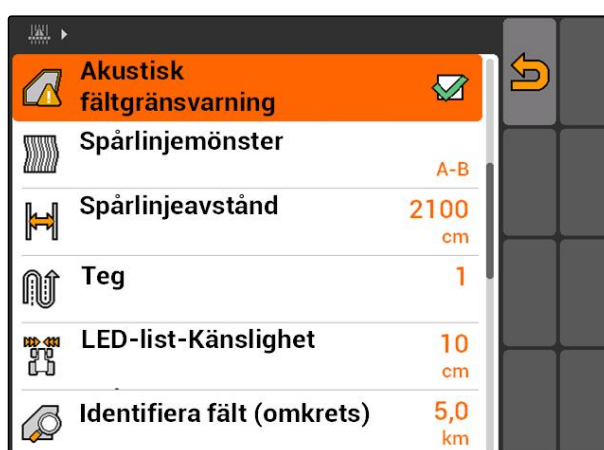 Akustisk
fältgränsvarning
Spårlinjemönster
A-B
Spårlinjeavstånd
2100
cm
Teg
1
LED-list-Känslighet
10
cm
Identifiera fält (omkrets)
5,0
km